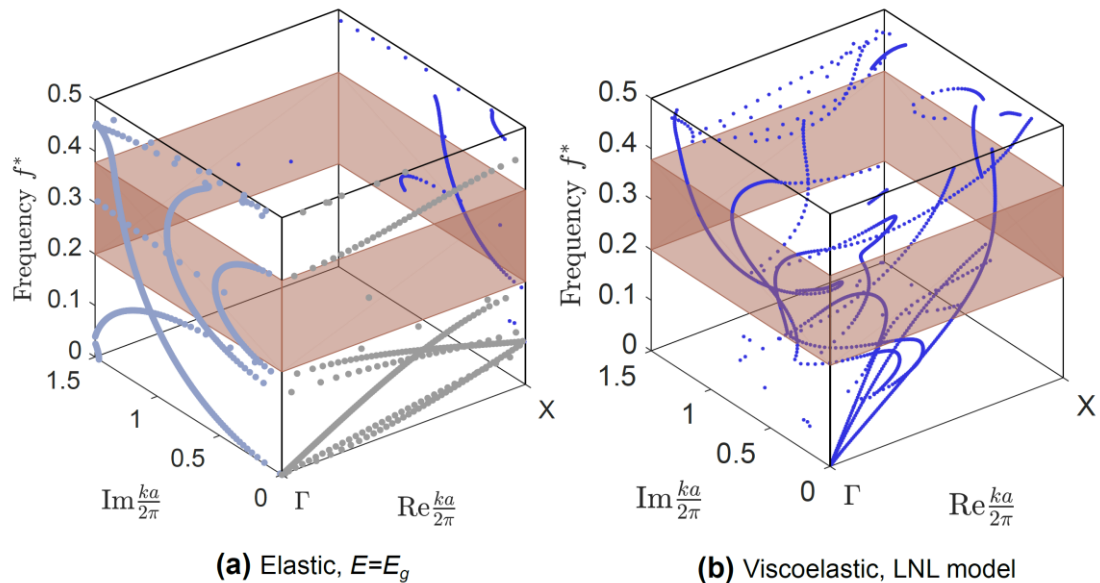 0.5
0.4
0.3
0.2
0.1
0
Frequency f*
1.5
1
0.5
0
Γ
X
Im ka/2π
Re ka/2π
(a) Elastic, E=E_g
0.5
0.4
0.3
0.2
0.1
0
Frequency f*
1.5
1
0.5
0
Γ
X
Im ka/2π
Re ka/2π
(b) Viscoelastic, LNL model